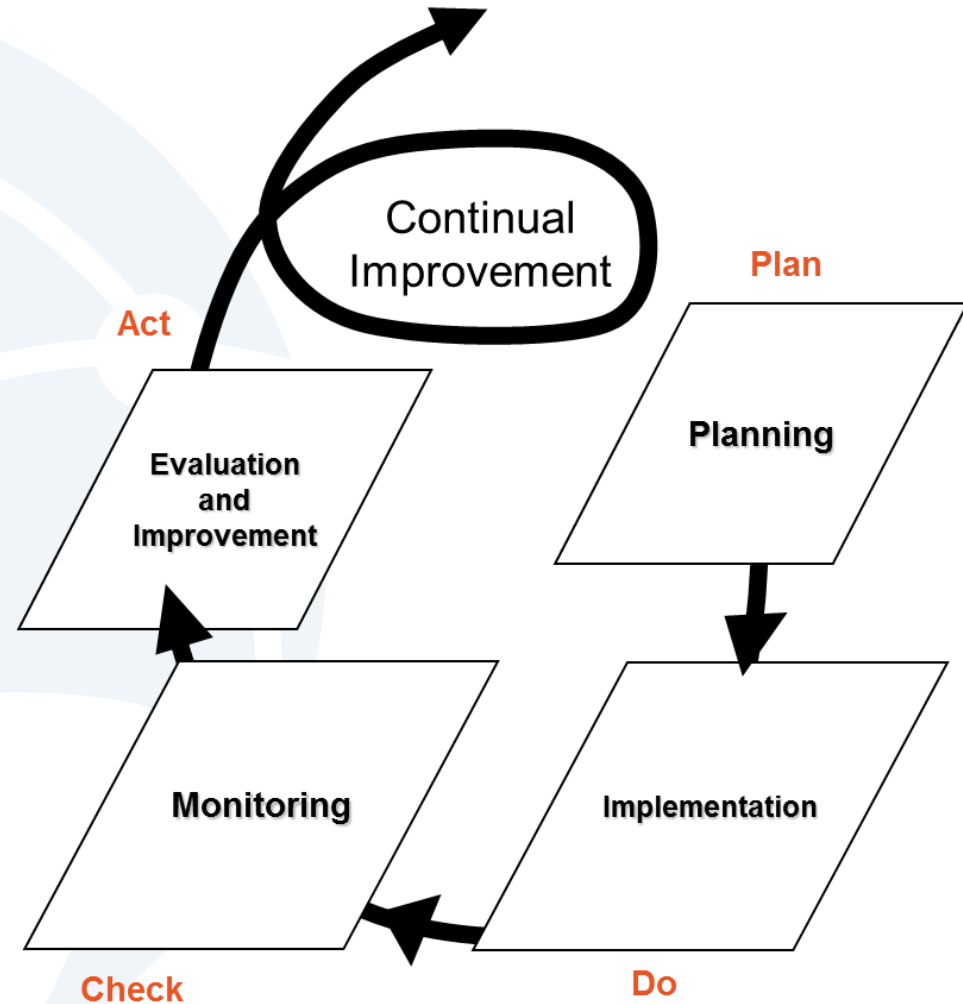 Continual
Improvement
Plan
Act
Planning
Evaluation
and
Improvement
Monitoring
Implementation
Do
Check